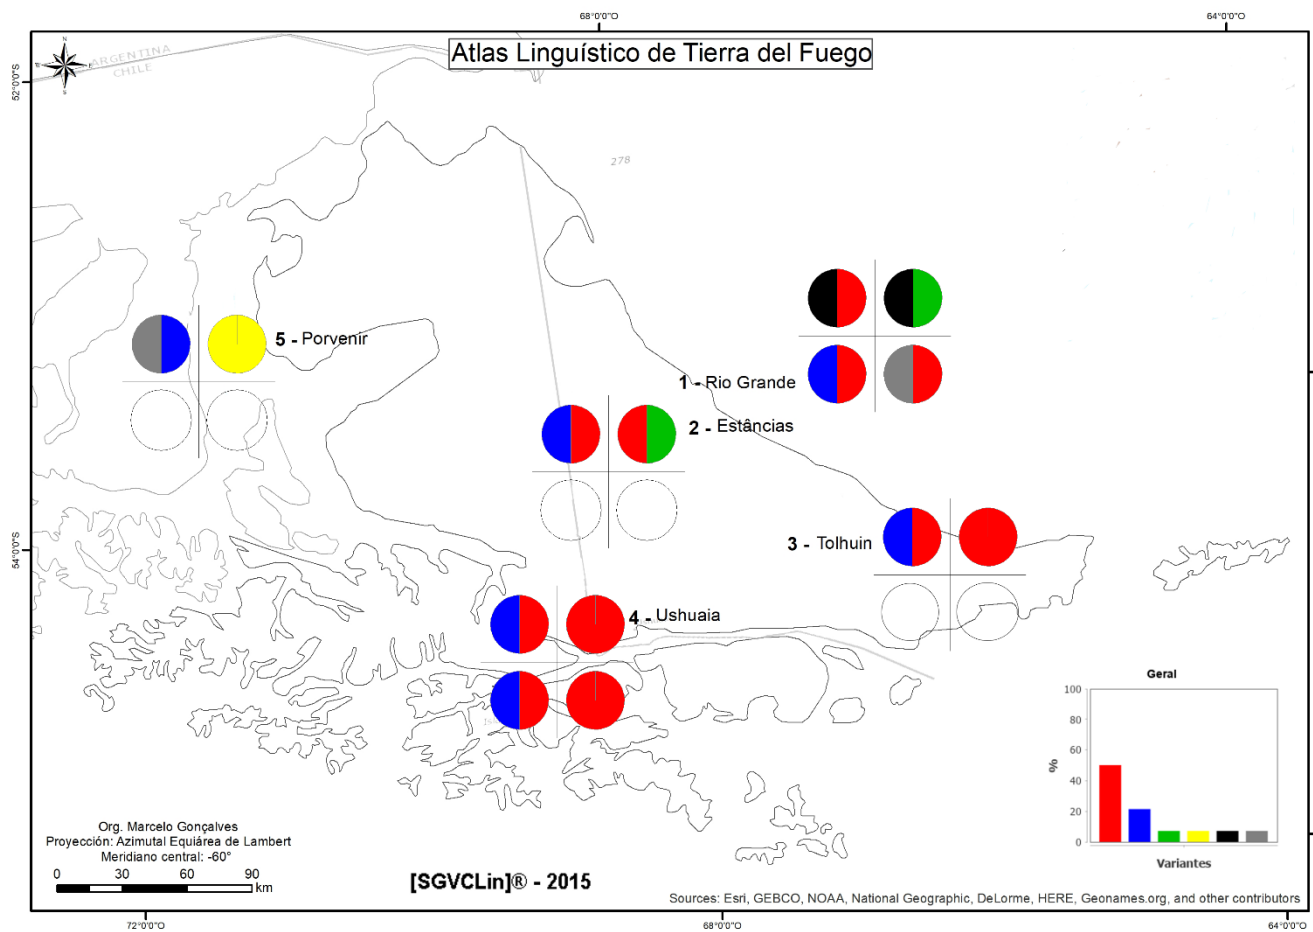 68°0'0"O
64°0'0"O
Atlas Linguístico de Tierra del Fuego
ARGENTINA
CHILE
N
S
52°0'0"S
278
5 - Porvenir
1 - Rio Grande
2 - Estâncias
3 - Tolhuin
54°0'0"S
4 - Ushuaia
Geral
100
80
60
40
20
0
%
Variantes
Org. Marcelo Gonçalves
Proyección: Azimutal Equiárea de Lambert
Meridiano central: -60°
0 30 60 90
km
[SGVCLin]® - 2015
Sources: Esri, GEBCO, NOAA, National Geographic, DeLorme, HERE, Geonames.org, and other contributors
72°0'0"O
68°0'0"O
64°0'0"O